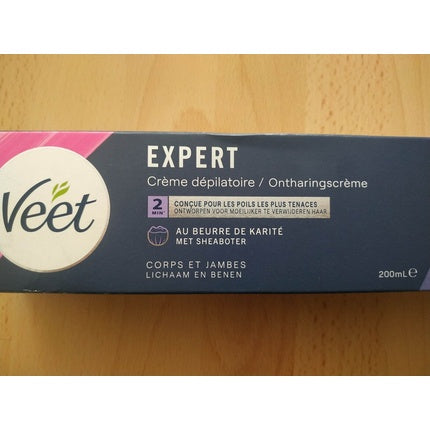 Veet
EXPERT
Crème dépilatoire / Ontharingscrème
2 MIN* CONÇUE POUR LES POILS LES PLUS TENACES
ONTWORPEN VOOR MOEILIJKER TE VERWIJDEREN HAAR
AU BEURRE DE KARITÉ
MET SHEABOTER
CORPS ET JAMBES
LICHAAM EN BENEN
200mL℮